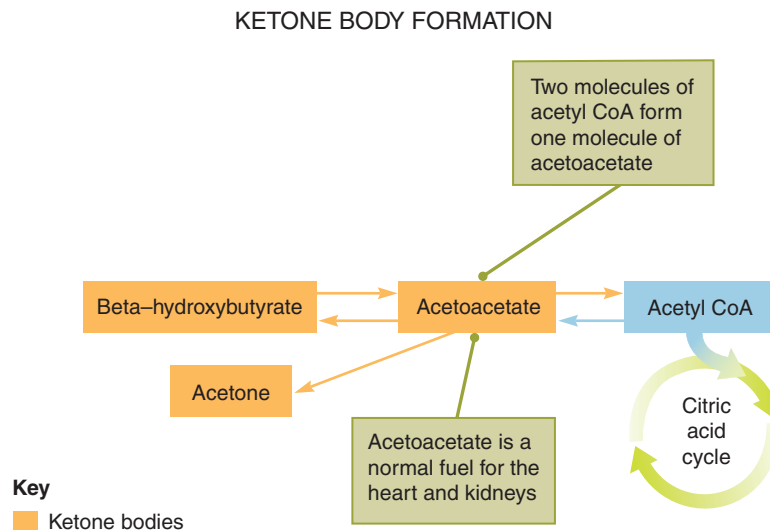 KETONE BODY FORMATION
Two molecules of
acetyl CoA form
one molecule of
acetoacetate
Beta–hydroxybutyrate
Acetoacetate
Acetyl CoA
Acetone
Acetoacetate is a
normal fuel for the
heart and kidneys
Citric
acid
cycle
Key
Ketone bodies